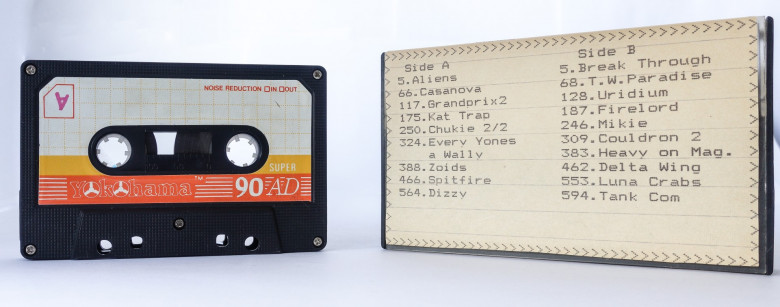 A
NOISE REDUCTION IN OUT
SUPER
Yokohama™ 90 AD
Side A
5.Aliens
66.Casanova
117.Grandprix2
175.Kat Trap
250.Chukie 2/2
324.Every Yones
a Wally
388.Zoids
466.Spitfire
564.Dizzy
Side B
5.Break Through
68.T.W.Paradise
128.Uridium
187.Firelord
246.Mikie
309.Couldron 2
383.Heavy on Mag.
462.Delta Wing
553.Luna Crabs
594.Tank Com